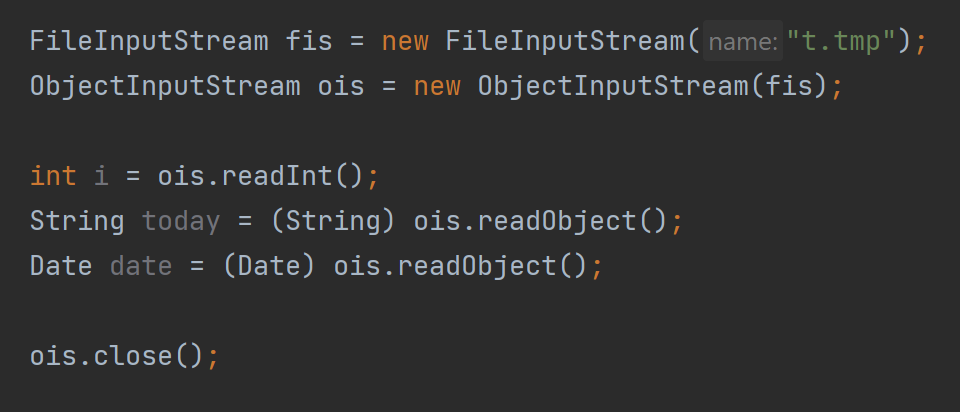 FileInputStream fis = new FileInputStream( name: "t.tmp");
ObjectInputStream ois = new ObjectInputStream(fis);
int i = ois.readInt();
String today = (String) ois.readObject();
Date date = (Date) ois.readObject();
ois.close();